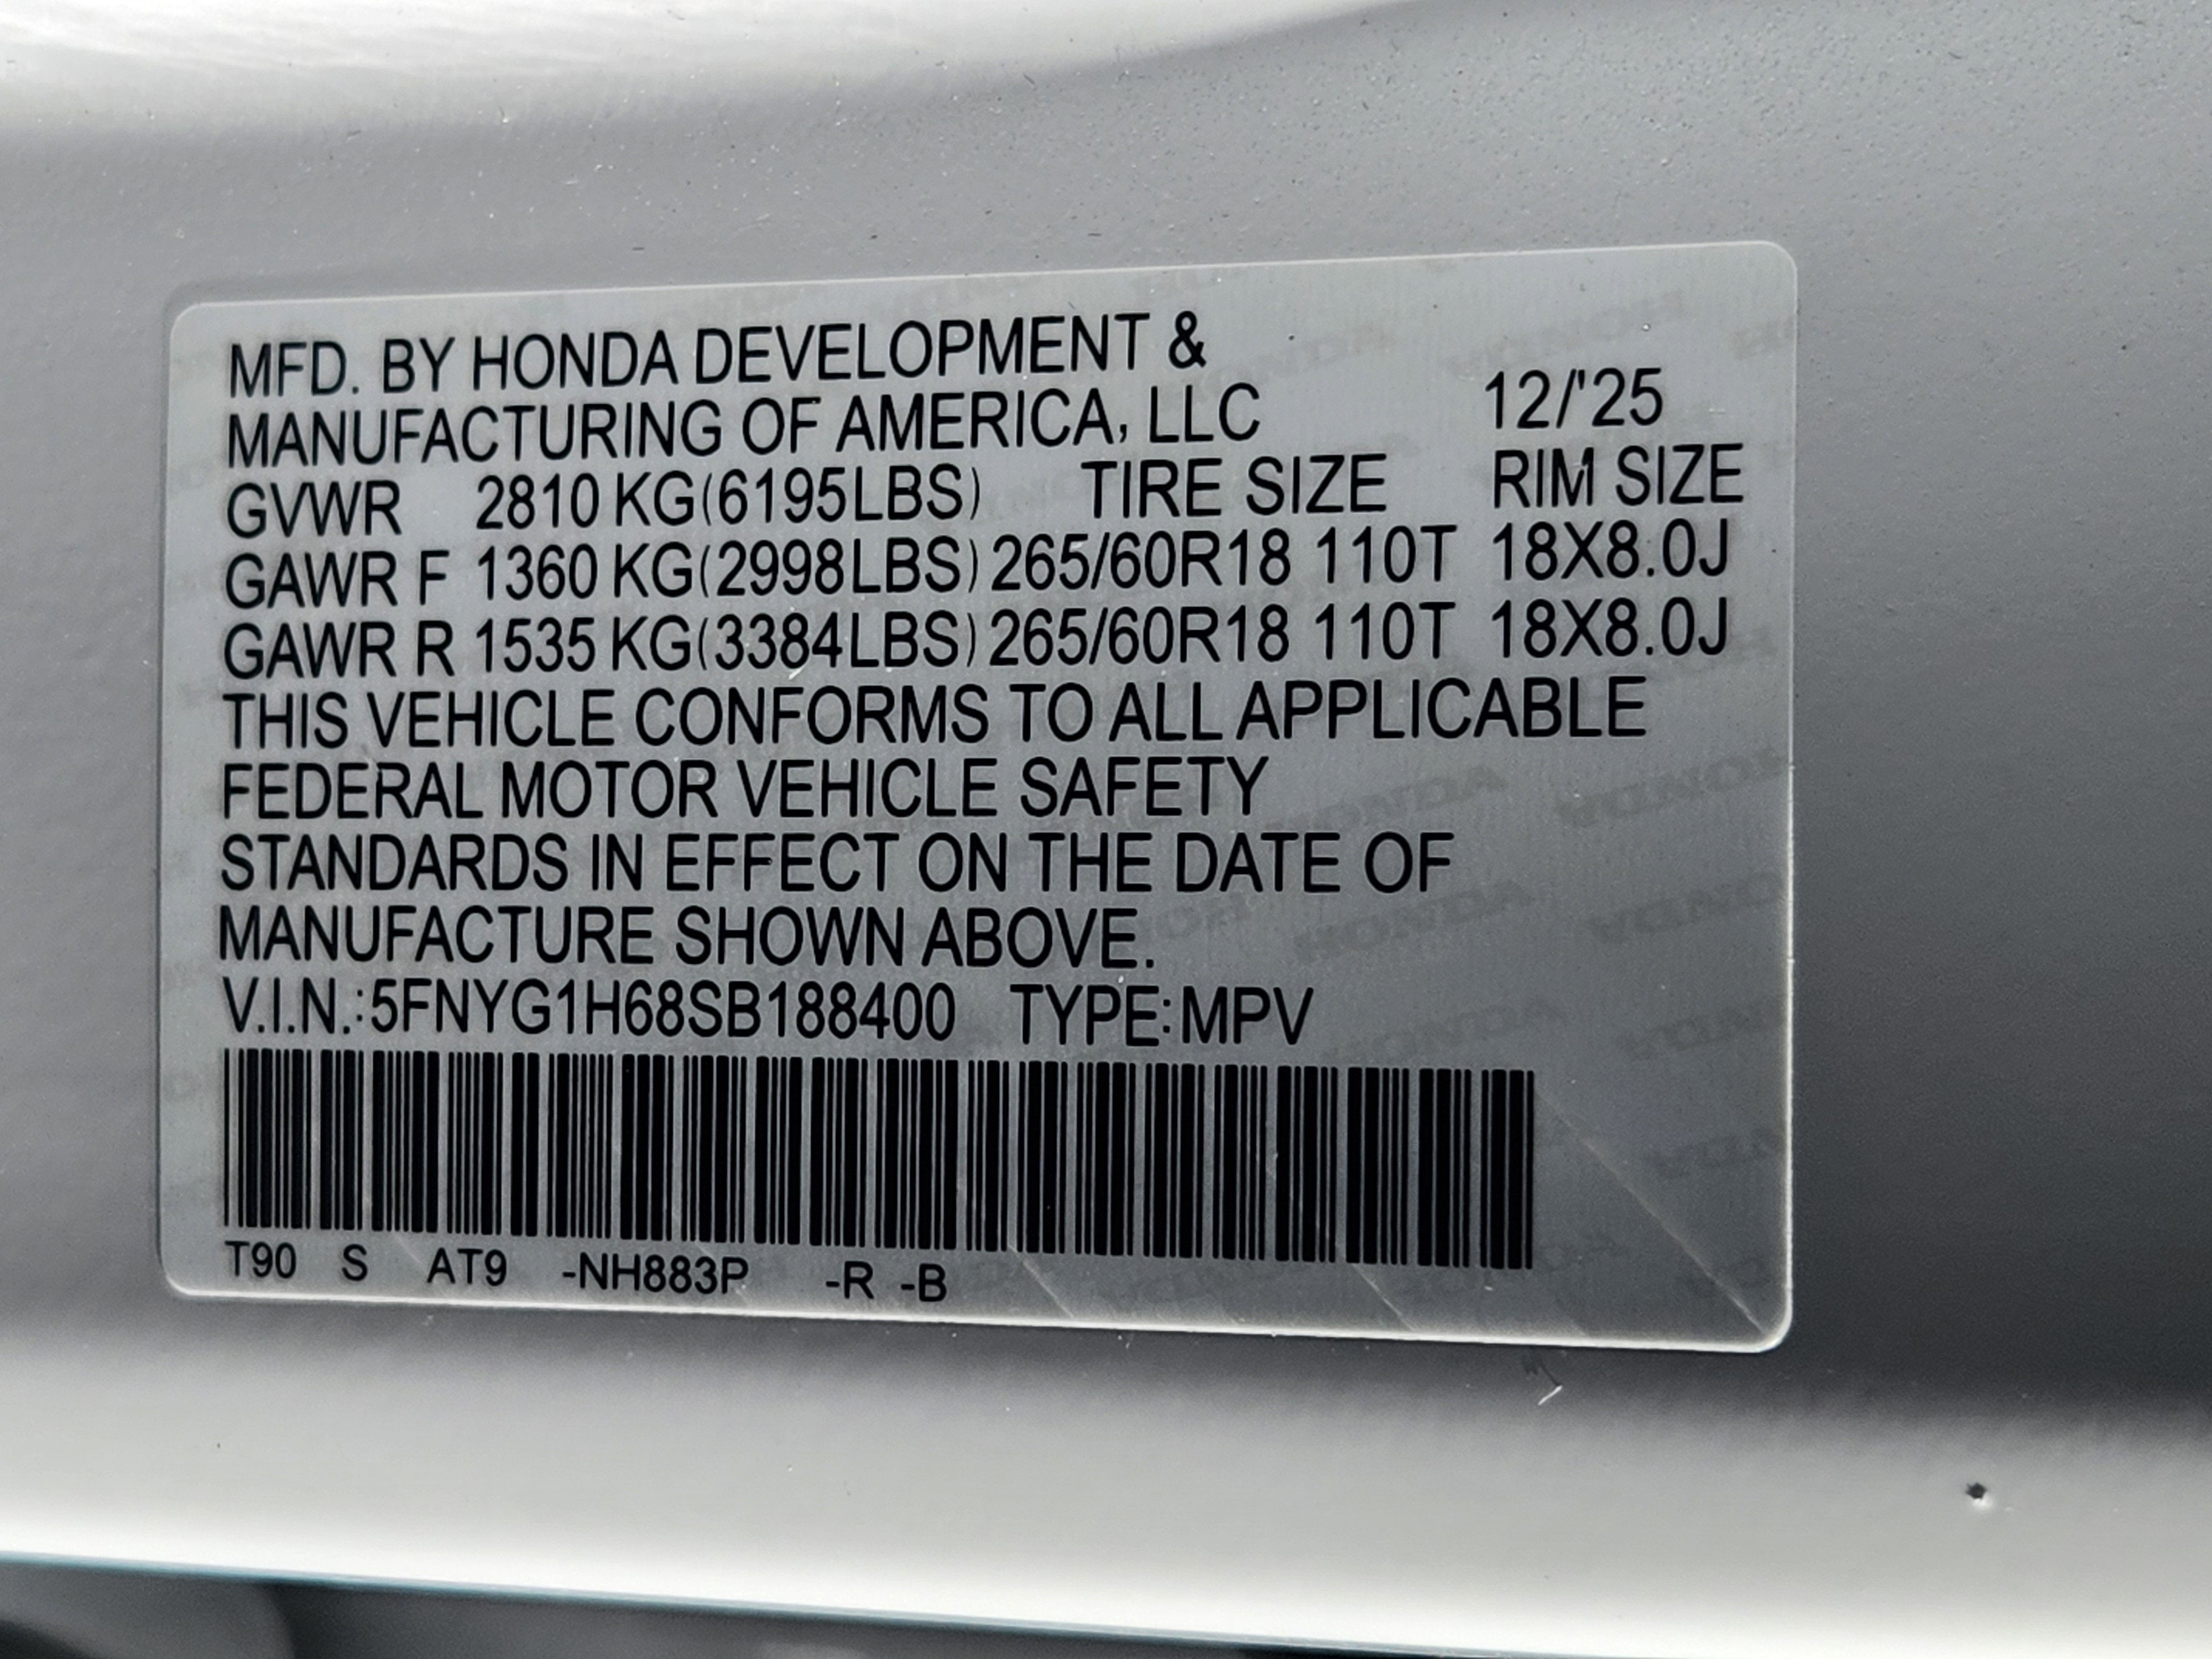 MFD. BY HONDA DEVELOPMENT &
MANUFACTURING OF AMERICA, LLC 12/'25
GVWR 2810 KG(6195LBS) TIRE SIZE RIM SIZE
GAWR F 1360 KG(2998LBS) 265/60R18 110T 18X8.0J
GAWR R 1535 KG(3384LBS) 265/60R18 110T 18X8.0J
THIS VEHICLE CONFORMS TO ALL APPLICABLE
FEDERAL MOTOR VEHICLE SAFETY
STANDARDS IN EFFECT ON THE DATE OF
MANUFACTURE SHOWN ABOVE.
V.I.N.:5FNYG1H68SB188400 TYPE:MPV
T90 S AT9 -NH883P -R -B